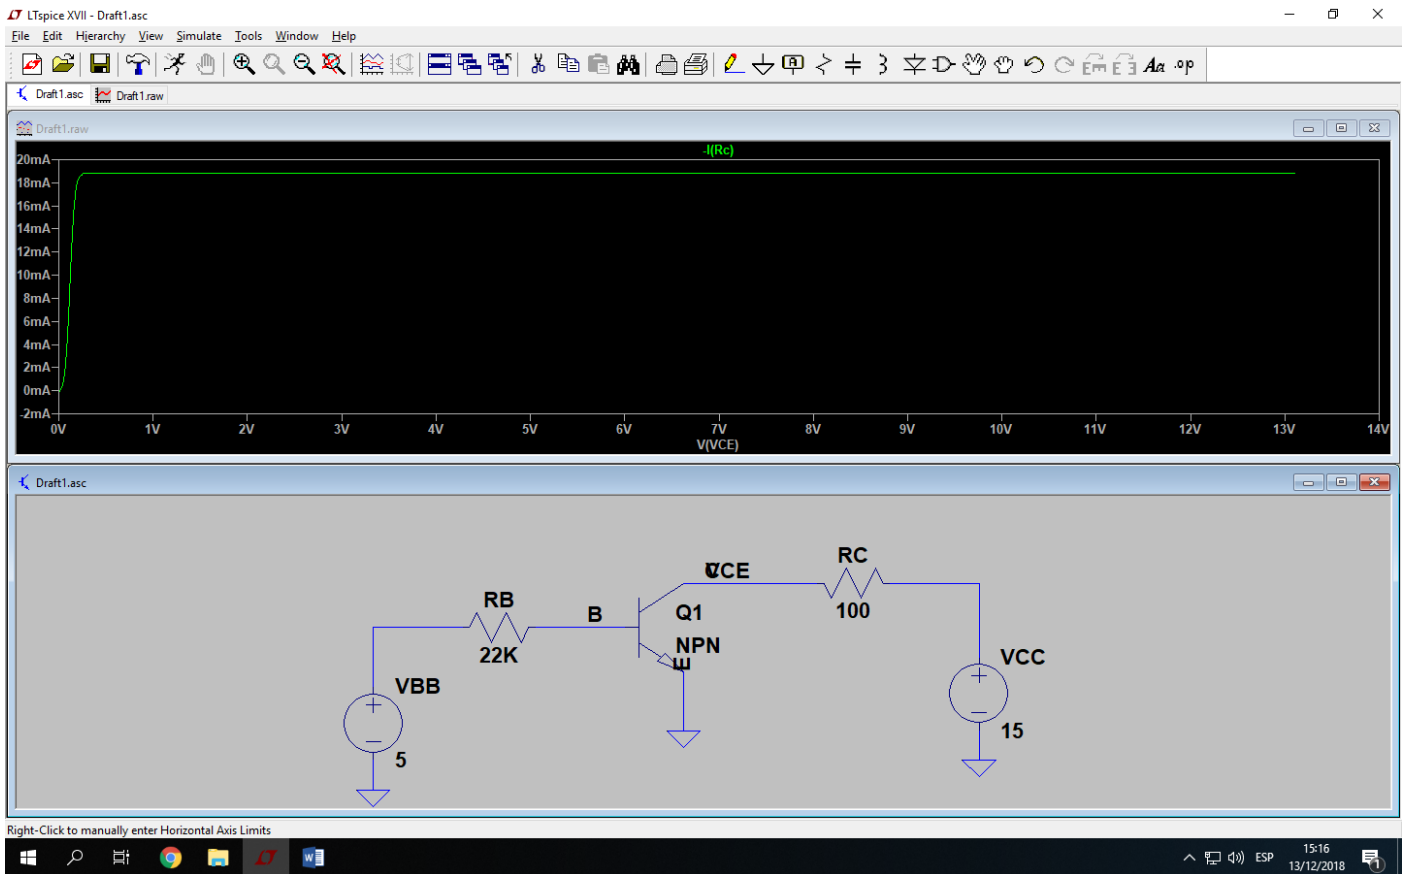 LTspice XVII - Draft1.asc
File Edit Hierarchy View Simulate Tools Window Help
Draft1.asc Draft1.raw
Draft1.raw
-I(Rc)
20mA
18mA
16mA
14mA
12mA
10mA
8mA
6mA
4mA
2mA
0mA
-2mA
0V 1V 2V 3V 4V 5V 6V 7V 8V 9V 10V 11V 12V 13V 14V
V(VCE)
Draft1.asc
RC
VCE
100
RB
B
Q1
22K
NPN
E
VBB
5
VCC
15
Right-Click to manually enter Horizontal Axis Limits
ESP
15:16
13/12/2018
1